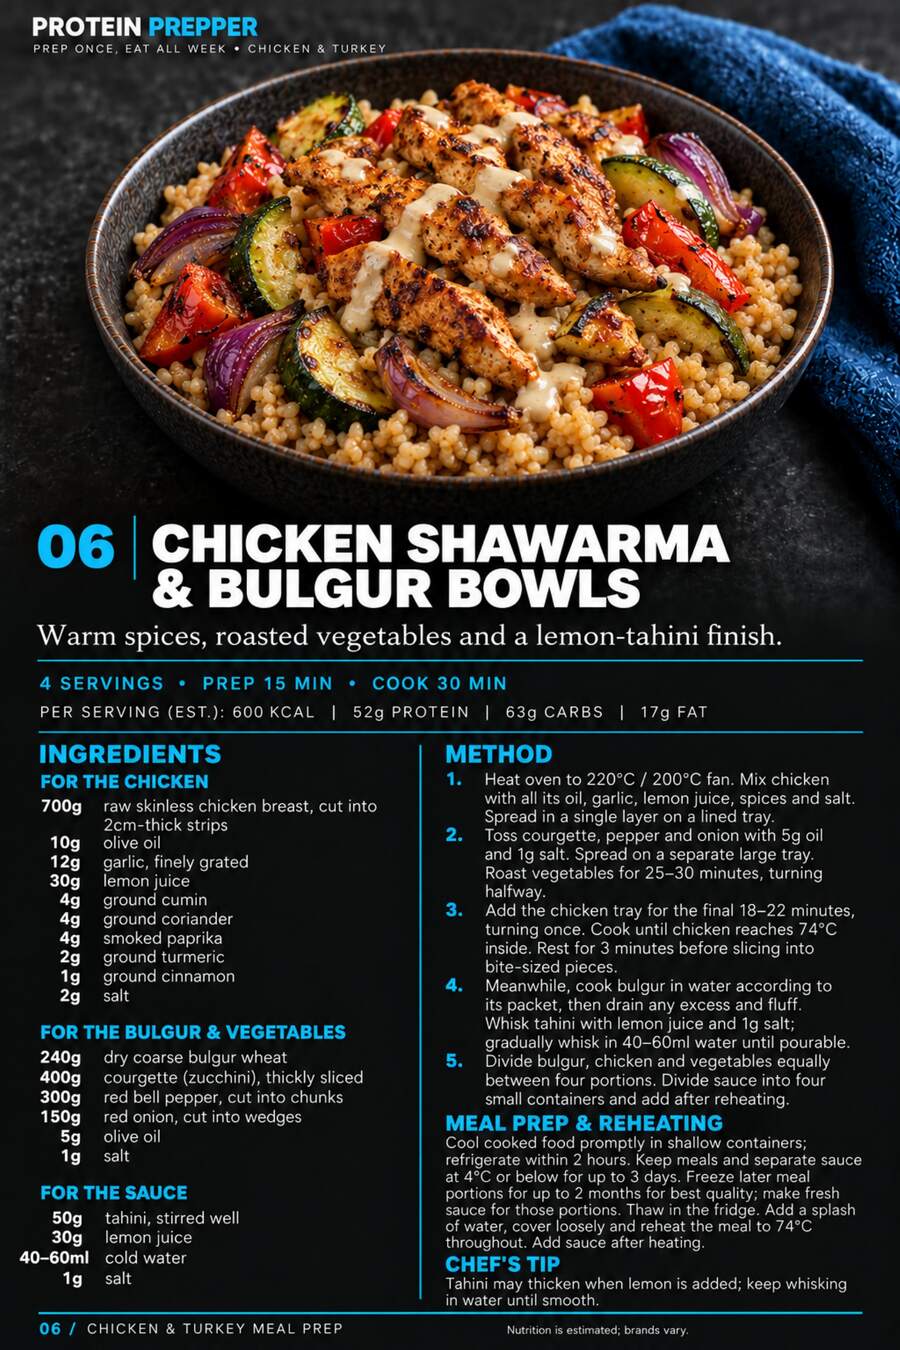 PROTEIN PREPPER
PREP ONCE, EAT ALL WEEK • CHICKEN & TURKEY
06
CHICKEN SHAWARMA
& BULGUR BOWLS
Warm spices, roasted vegetables and a lemon-tahini finish.
4 SERVINGS • PREP 15 MIN • COOK 30 MIN
PER SERVING (EST.): 600 KCAL | 52g PROTEIN | 63g CARBS | 17g FAT
INGREDIENTS
FOR THE CHICKEN
700g raw skinless chicken breast, cut into
2cm-thick strips
10g olive oil
12g garlic, finely grated
30g lemon juice
4g ground cumin
4g ground coriander
4g smoked paprika
2g ground turmeric
1g ground cinnamon
2g salt
FOR THE BULGUR & VEGETABLES
240g dry coarse bulgur wheat
400g courgette (zucchini), thickly sliced
300g red bell pepper, cut into chunks
150g red onion, cut into wedges
5g olive oil
1g salt
FOR THE SAUCE
50g tahini, stirred well
30g lemon juice
40–60ml cold water
1g salt
METHOD
1. Heat oven to 220°C / 200°C fan. Mix chicken
with all its oil, garlic, lemon juice, spices and salt.
Spread in a single layer on a lined tray.
2. Toss courgette, pepper and onion with 5g oil
and 1g salt. Spread on a separate large tray.
Roast vegetables for 25–30 minutes, turning
halfway.
3. Add the chicken tray for the final 18–22 minutes,
turning once. Cook until chicken reaches 74°C
inside. Rest for 3 minutes before slicing into
bite-sized pieces.
4. Meanwhile, cook bulgur in water according to
its packet, then drain any excess and fluff.
Whisk tahini with lemon juice and 1g salt;
gradually whisk in 40–60ml water until pourable.
5. Divide bulgur, chicken and vegetables equally
between four portions. Divide sauce into four
small containers and add after reheating.
MEAL PREP & REHEATING
Cool cooked food promptly in shallow containers;
refrigerate within 2 hours. Keep meals and separate sauce
at 4°C or below for up to 3 days. Freeze later meal
portions for up to 2 months for best quality; make fresh
sauce for those portions. Thaw in the fridge. Add a splash
of water, cover loosely and reheat the meal to 74°C
throughout. Add sauce after heating.
CHEF'S TIP
Tahini may thicken when lemon is added; keep whisking
in water until smooth.
06 / CHICKEN & TURKEY MEAL PREP
Nutrition is estimated; brands vary.